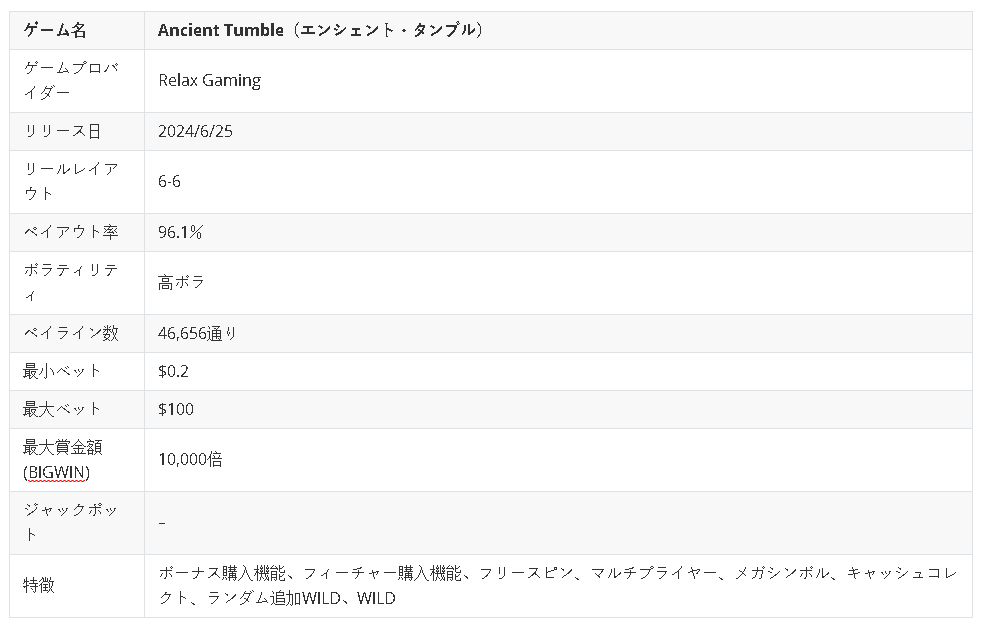 ゲーム名
Ancient Tumble（エンシェント・タンブル）
ゲームプロバ
イダー
Relax Gaming
リリース日
2024/6/25
リールレイア
ウト
6-6
ペイアウト率
96.1％
ボラティリテ
ィ
高ボラ
ペイライン数
46,656通り
最小ベット
$0.2
最大ベット
$100
最大賞金額
(BIGWIN)
10,000倍
ジャックポッ
ト
–
特徴
ボーナス購入機能、フィーチャー購入機能、フリースピン、マルチプライヤー、メガシンボル、キャッシュコレ
クト、ランダム追加WILD、WILD